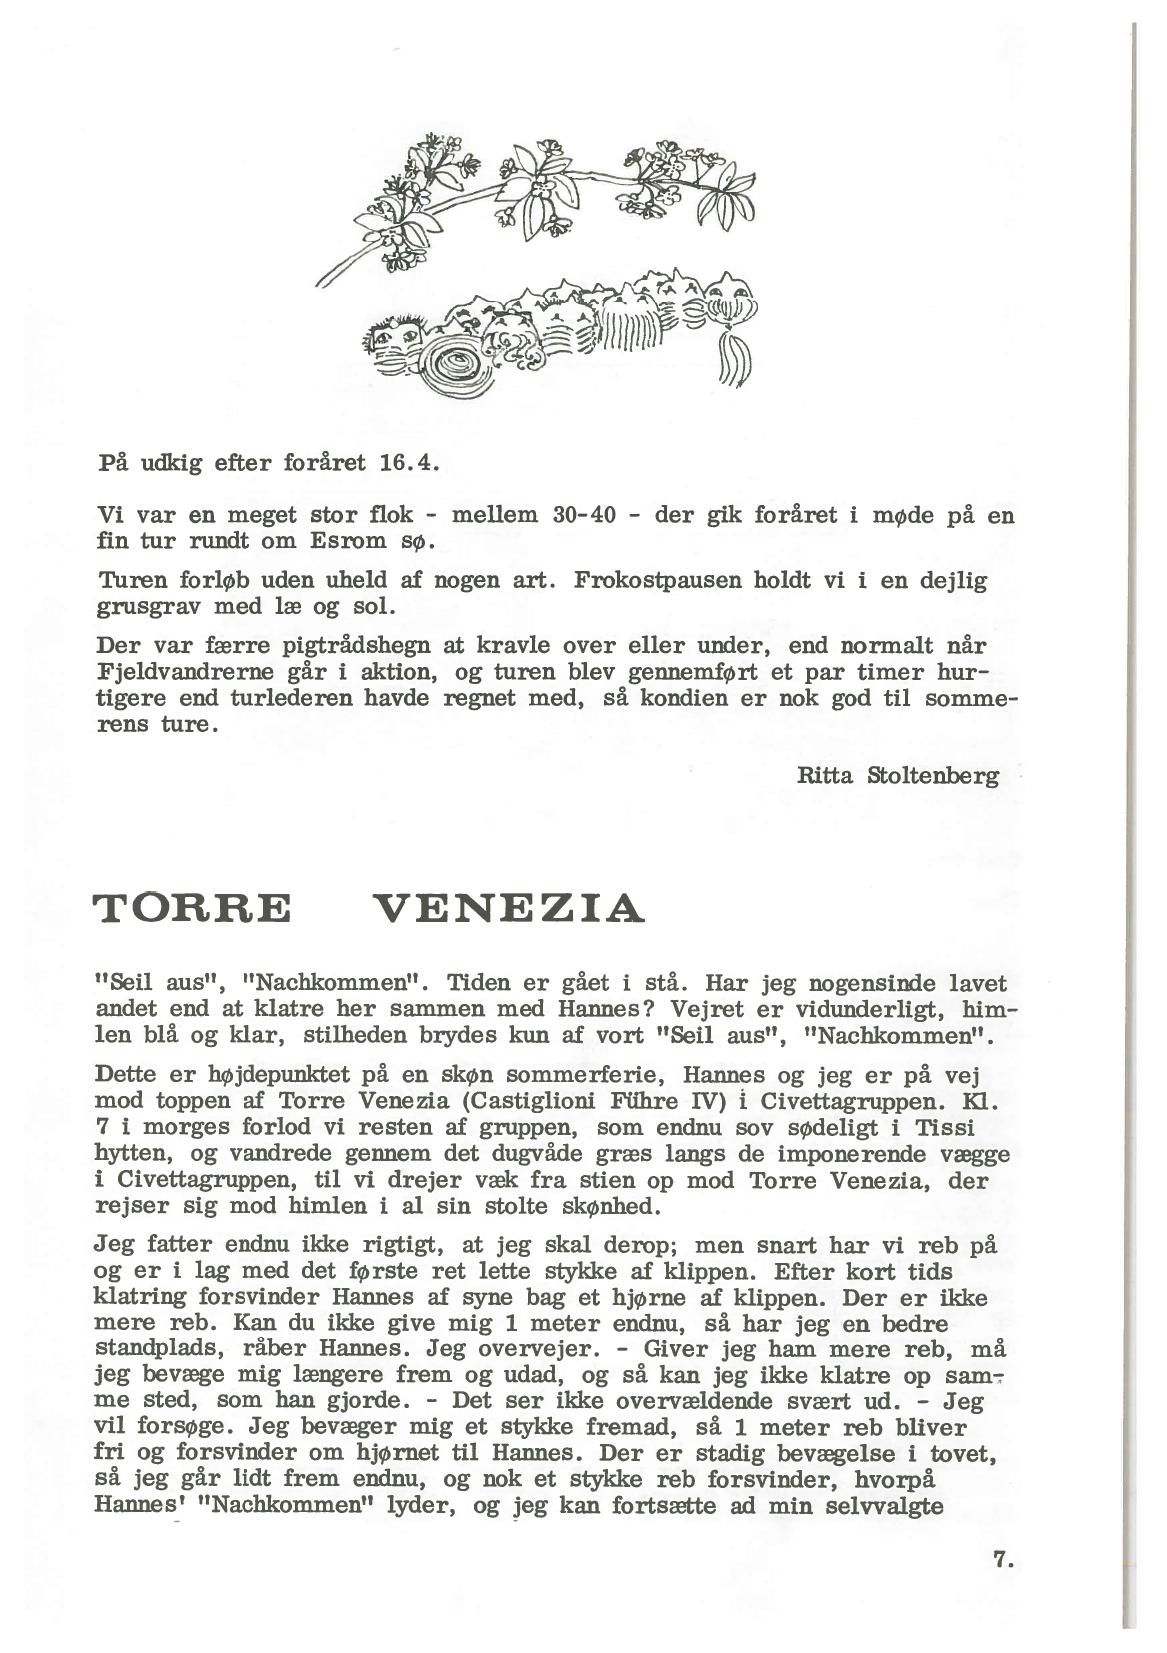 På udkig efter foråret 16.4.
Vi var en meget stor flok - mellem 30-40 - der gik foråret i møde på en
fin tur rundt om Esrom sø.
Turen forløb uden uheld af nogen art. Frokostpausen holdt vi i en dejlig
grusgrav med læ og sol.
Der var færre pigtrådshegn at kravle over eller under, end normalt når
Fjeldvandrerne går i aktion, og turen blev gennemført et par timer hur-
tigere end turlederen havde regnet med, så kondien er nok god til somme-
rens ture.
Ritta Stoltenberg
TORRE VENEZIA
"Seil aus", "Nachkommen". Tiden er gået i stå. Har jeg nogensinde lavet
andet end at klatre her sammen med Hannes? Vejret er vidunderligt, him-
len blå og klar, stilheden brydes kun af vort "Seil aus", "Nachkommen".
Dette er højdepunktet på en skøn sommerferie, Hannes og jeg er på vej
mod toppen af Torre Venezia (Castiglioni Führe IV) i Civettagruppen. Kl.
7 i morges forlod vi resten af gruppen, som endnu sov sødeligt i Tissi
hytten, og vandrede gennem det dugvåde græs langs de imponerende vægge
i Civettagruppen, til vi drejer væk fra stien op mod Torre Venezia, der
rejser sig mod himlen i al sin stolte skønhed.
Jeg fatter endnu ikke rigtigt, at jeg skal derop; men snart har vi reb på
og er i lag med det første ret lette stykke af klippen. Efter kort tids
klatring forsvinder Hannes af syne bag et hjørne af klippen. Der er ikke
mere reb. Kan du ikke give mig 1 meter endnu, så har jeg en bedre
standplads, råber Hannes. Jeg overvejer. - Giver jeg ham mere reb, må
jeg bevæge mig længere frem og udad, og så kan jeg ikke klatre op sam-
me sted, som han gjorde. - Det ser ikke overvældende svært ud. - Jeg
vil forsøge. Jeg bevæger mig et stykke fremad, så 1 meter reb bliver
fri og forsvinder om hjørnet til Hannes. Der er stadig bevægelse i tovet,
så jeg går lidt frem endnu, og nok et stykke reb forsvinder, hvorpå
Hannes' "Nachkommen" lyder, og jeg kan fortsætte ad min selvvalgte
7.